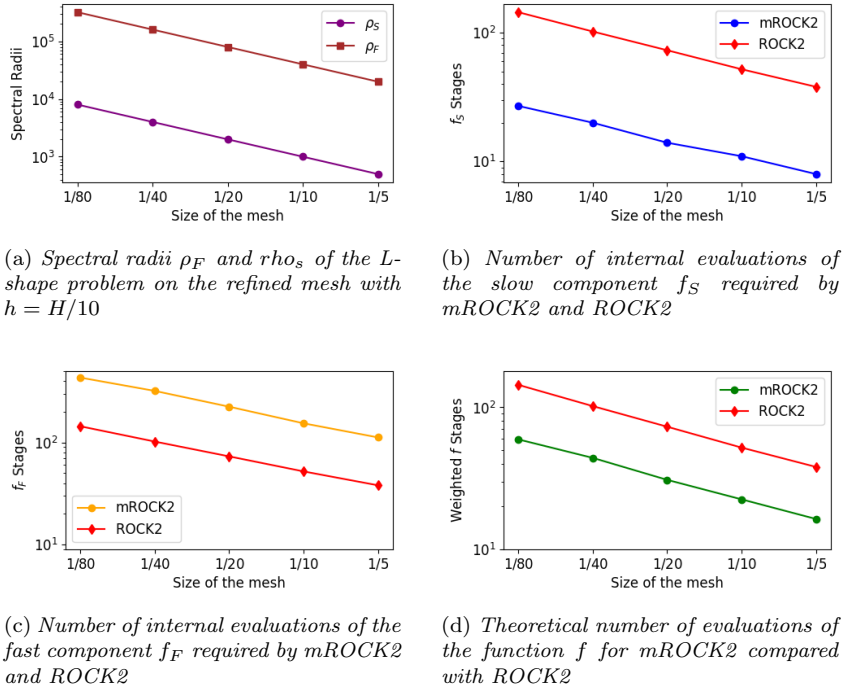 10^5
10^4
10^3
Spectral Radii
ρ_S
ρ_F
1/80 1/40 1/20 1/10 1/5
Size of the mesh
(a) Spectral radii ρ_F and rho_s of the L-
shape problem on the refined mesh with
h = H/10
10^2
10^1
f_S Stages
mROCK2
ROCK2
1/80 1/40 1/20 1/10 1/5
Size of the mesh
(b) Number of internal evaluations of
the slow component f_S required by
mROCK2 and ROCK2
10^2
10^1
f_F Stages
mROCK2
ROCK2
1/80 1/40 1/20 1/10 1/5
Size of the mesh
(c) Number of internal evaluations of the
fast component f_F required by mROCK2
and ROCK2
10^2
10^1
Weighted f Stages
mROCK2
ROCK2
1/80 1/40 1/20 1/10 1/5
Size of the mesh
(d) Theoretical number of evaluations of
the function f for mROCK2 compared
with ROCK2